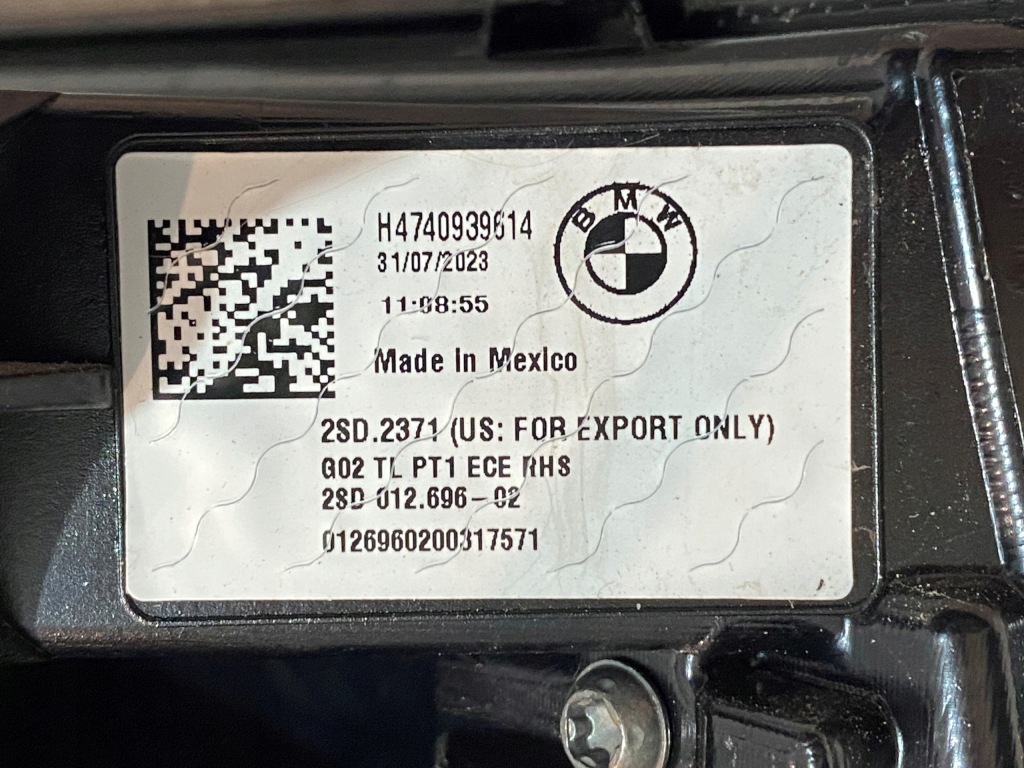 H4740939614
31/07/2023
11:08:55
BMW
Made in Mexico
2SD.2371 (US: FOR EXPORT ONLY)
G02 TL PT1 ECE RHS
2SD 012.696-02
0126960200317571